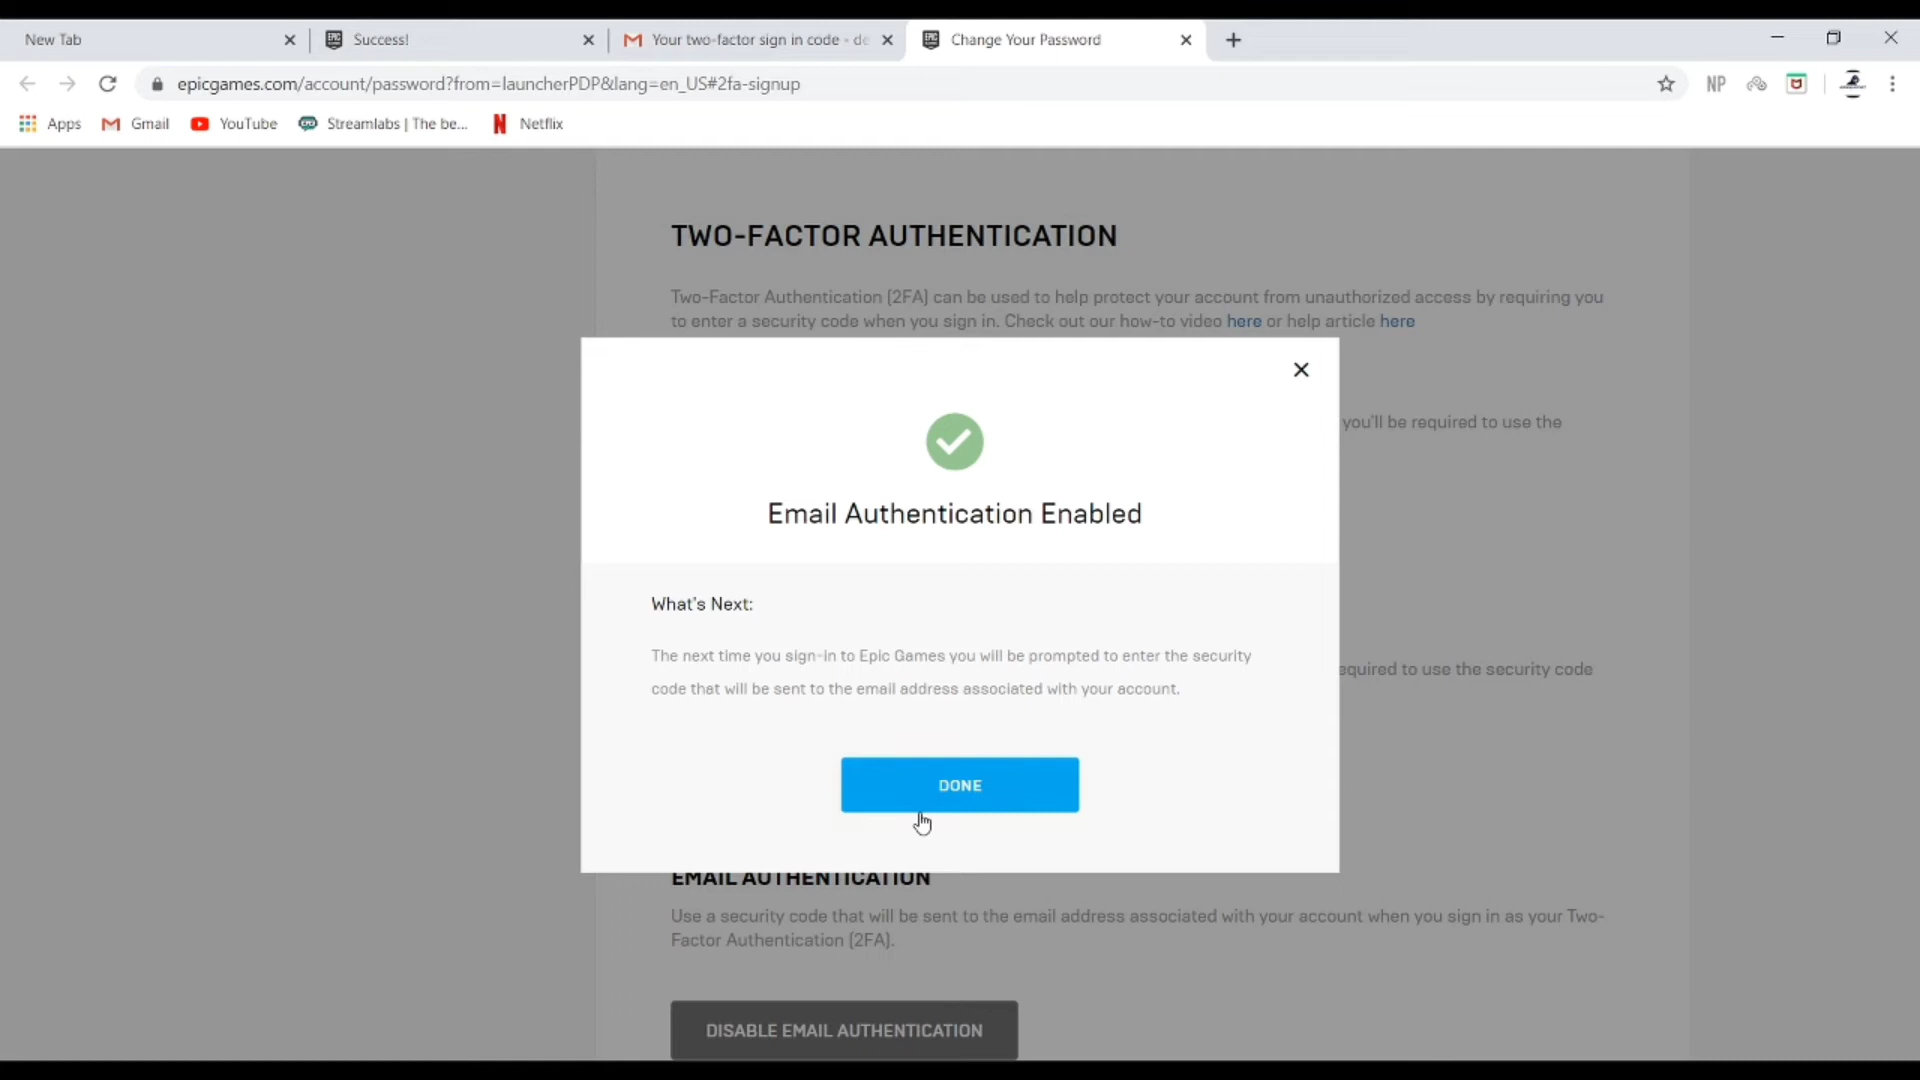 New Tab
Success!
Your two-factor sign in code - de
Change Your Password
epicgames.com/account/password?from=launcherPDP&lang=en_US#2fa-signup
NP
Apps
Gmail
YouTube
Streamlabs | The be...
Netflix
TWO-FACTOR AUTHENTICATION
Two-Factor Authentication (2FA) can be used to help protect your account from unauthorized access by requiring you
to enter a security code when you sign in. Check out our how-to video here or help article here
you'll be required to use the
Email Authentication Enabled
What's Next:
The next time you sign-in to Epic Games you will be prompted to enter the security
code that will be sent to the email address associated with your account.
required to use the security code
DONE
EMAIL AUTHENTICATION
Use a security code that will be sent to the email address associated with your account when you sign in as your Two-
Factor Authentication (2FA).
DISABLE EMAIL AUTHENTICATION